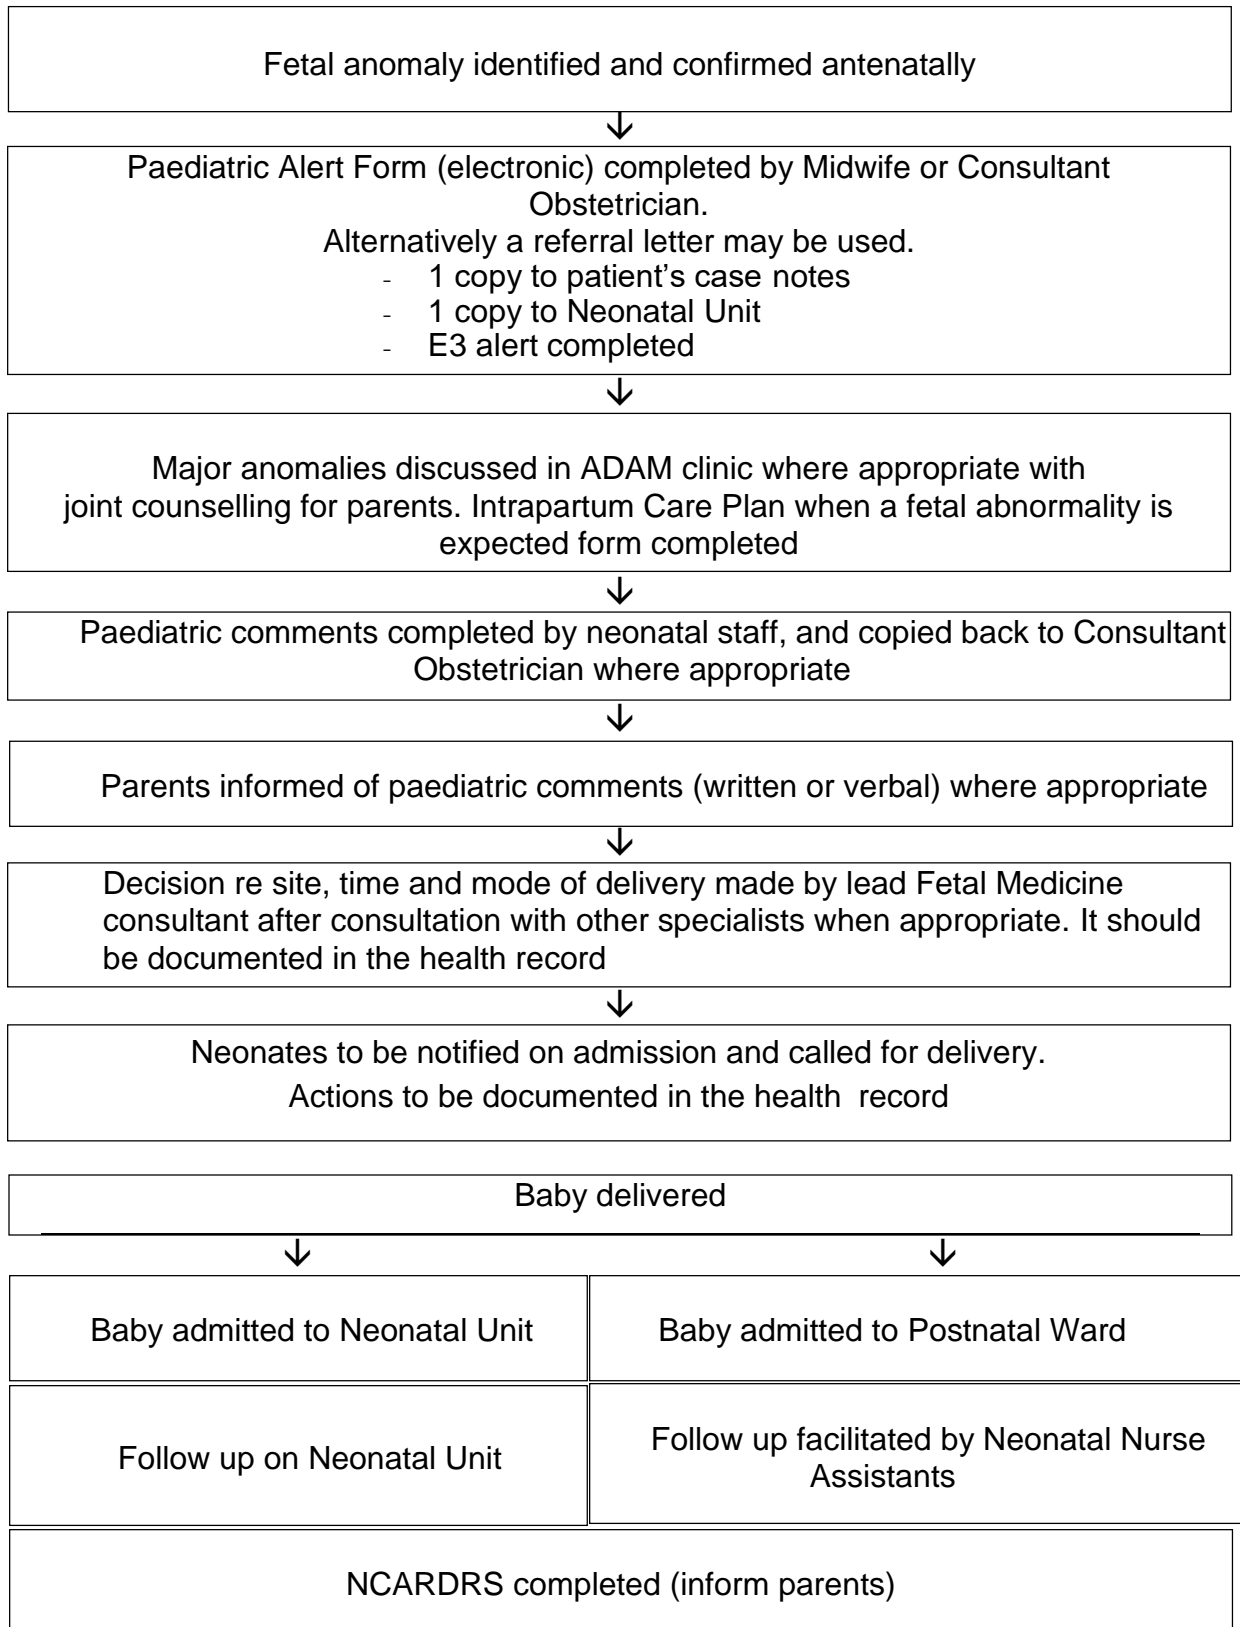 Fetal anomaly identified and confirmed antenatally
Paediatric Alert Form (electronic) completed by Midwife or Consultant
Obstetrician.
Alternatively a referral letter may be used.
- 1 copy to patient’s case notes
- 1 copy to Neonatal Unit
- E3 alert completed
Major anomalies discussed in ADAM clinic where appropriate with
joint counselling for parents. Intrapartum Care Plan when a fetal abnormality is
expected form completed
Paediatric comments completed by neonatal staff, and copied back to Consultant
Obstetrician where appropriate
Parents informed of paediatric comments (written or verbal) where appropriate
Decision re site, time and mode of delivery made by lead Fetal Medicine
consultant after consultation with other specialists when appropriate. It should
be documented in the health record
Neonates to be notified on admission and called for delivery.
Actions to be documented in the health record
Baby delivered
Baby admitted to Neonatal Unit
Baby admitted to Postnatal Ward
Follow up on Neonatal Unit
Follow up facilitated by Neonatal Nurse
Assistants
NCARDRS completed (inform parents)